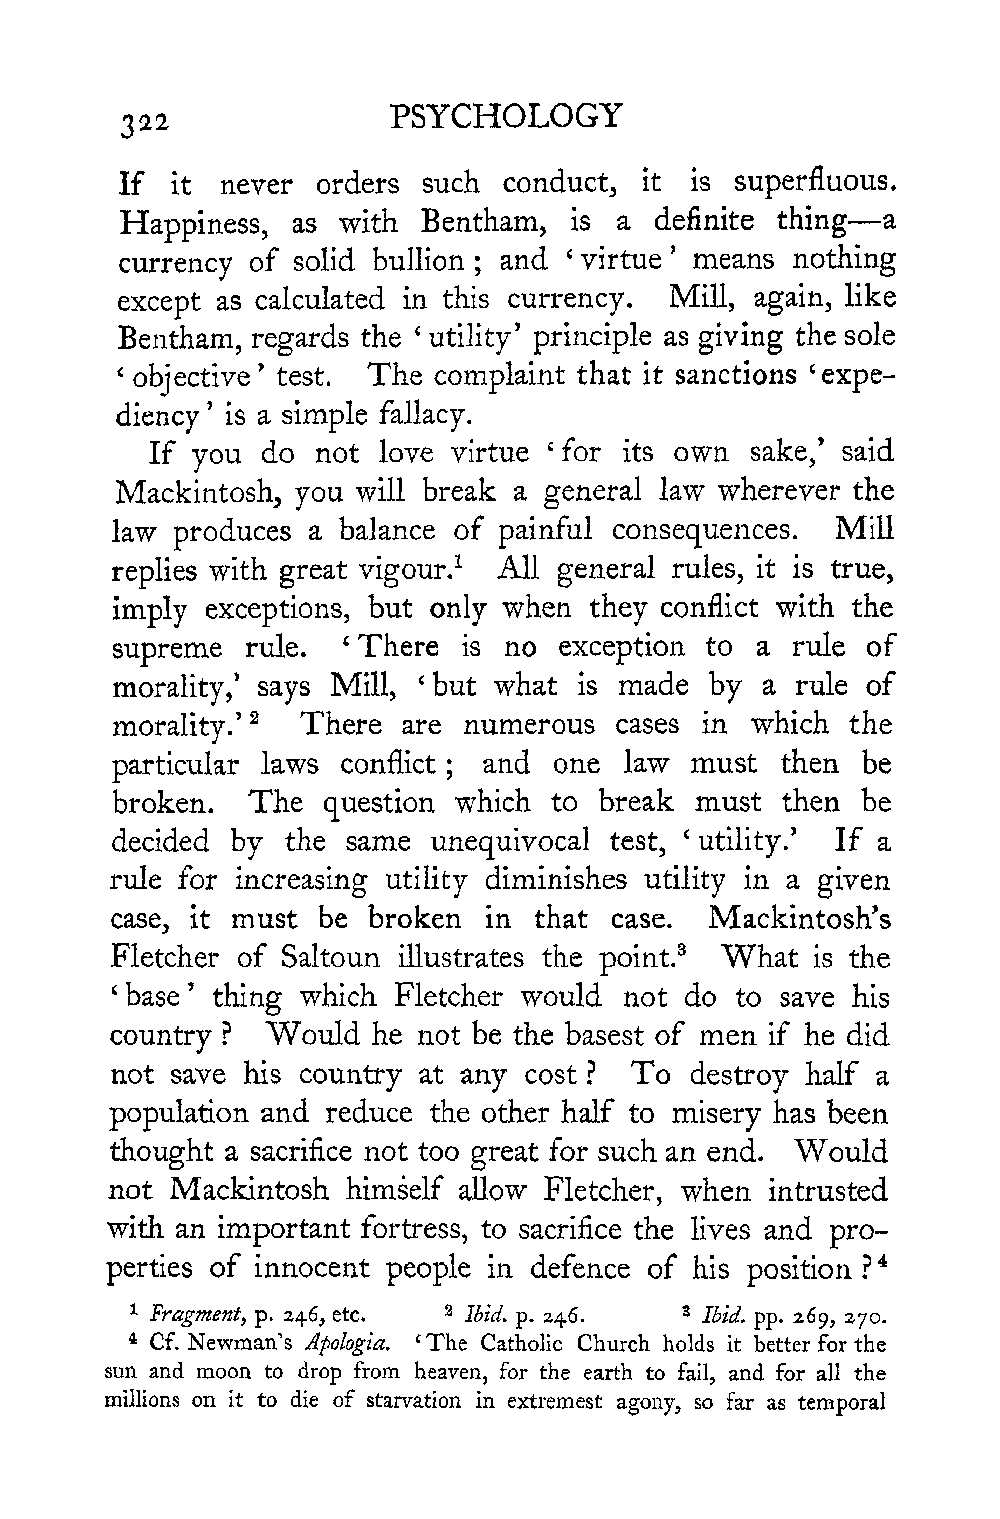 322 PSYCHOLOGY
If it never orders such conduct, it is superfluous.
Happiness, as with Bentham, is a definite thing—a
currency of solid bullion ; and ‘ virtue ’ means nothing
except as calculated in this currency. Mill, again, like
Bentham, regards the ‘ utility’ principle as giving the sole
‘ objective ’ test. The complaint that it sanctions ‘ expe-
diency ’ is a simple fallacy.
If you do not love virtue ‘ for its own sake,’ said
Mackintosh, you will break a general law wherever the
law produces a balance of painful consequences. Mill
replies with great vigour.¹ All general rules, it is true,
imply exceptions, but only when they conflict with the
supreme rule. ‘ There is no exception to a rule of
morality,’ says Mill, ‘ but what is made by a rule of
morality.’ ² There are numerous cases in which the
particular laws conflict ; and one law must then be
broken. The question which to break must then be
decided by the same unequivocal test, ‘ utility.’ If a
rule for increasing utility diminishes utility in a given
case, it must be broken in that case. Mackintosh’s
Fletcher of Saltoun illustrates the point.³ What is the
‘ base ’ thing which Fletcher would not do to save his
country ? Would he not be the basest of men if he did
not save his country at any cost ? To destroy half a
population and reduce the other half to misery has been
thought a sacrifice not too great for such an end. Would
not Mackintosh himself allow Fletcher, when intrusted
with an important fortress, to sacrifice the lives and pro-
perties of innocent people in defence of his position ? ⁴
¹ Fragment, p. 246, etc. ² Ibid. p. 246. ³ Ibid. pp. 269, 270.
⁴ Cf. Newman’s Apologia. ‘ The Catholic Church holds it better for the
sun and moon to drop from heaven, for the earth to fail, and for all the
millions on it to die of starvation in extremest agony, so far as temporal